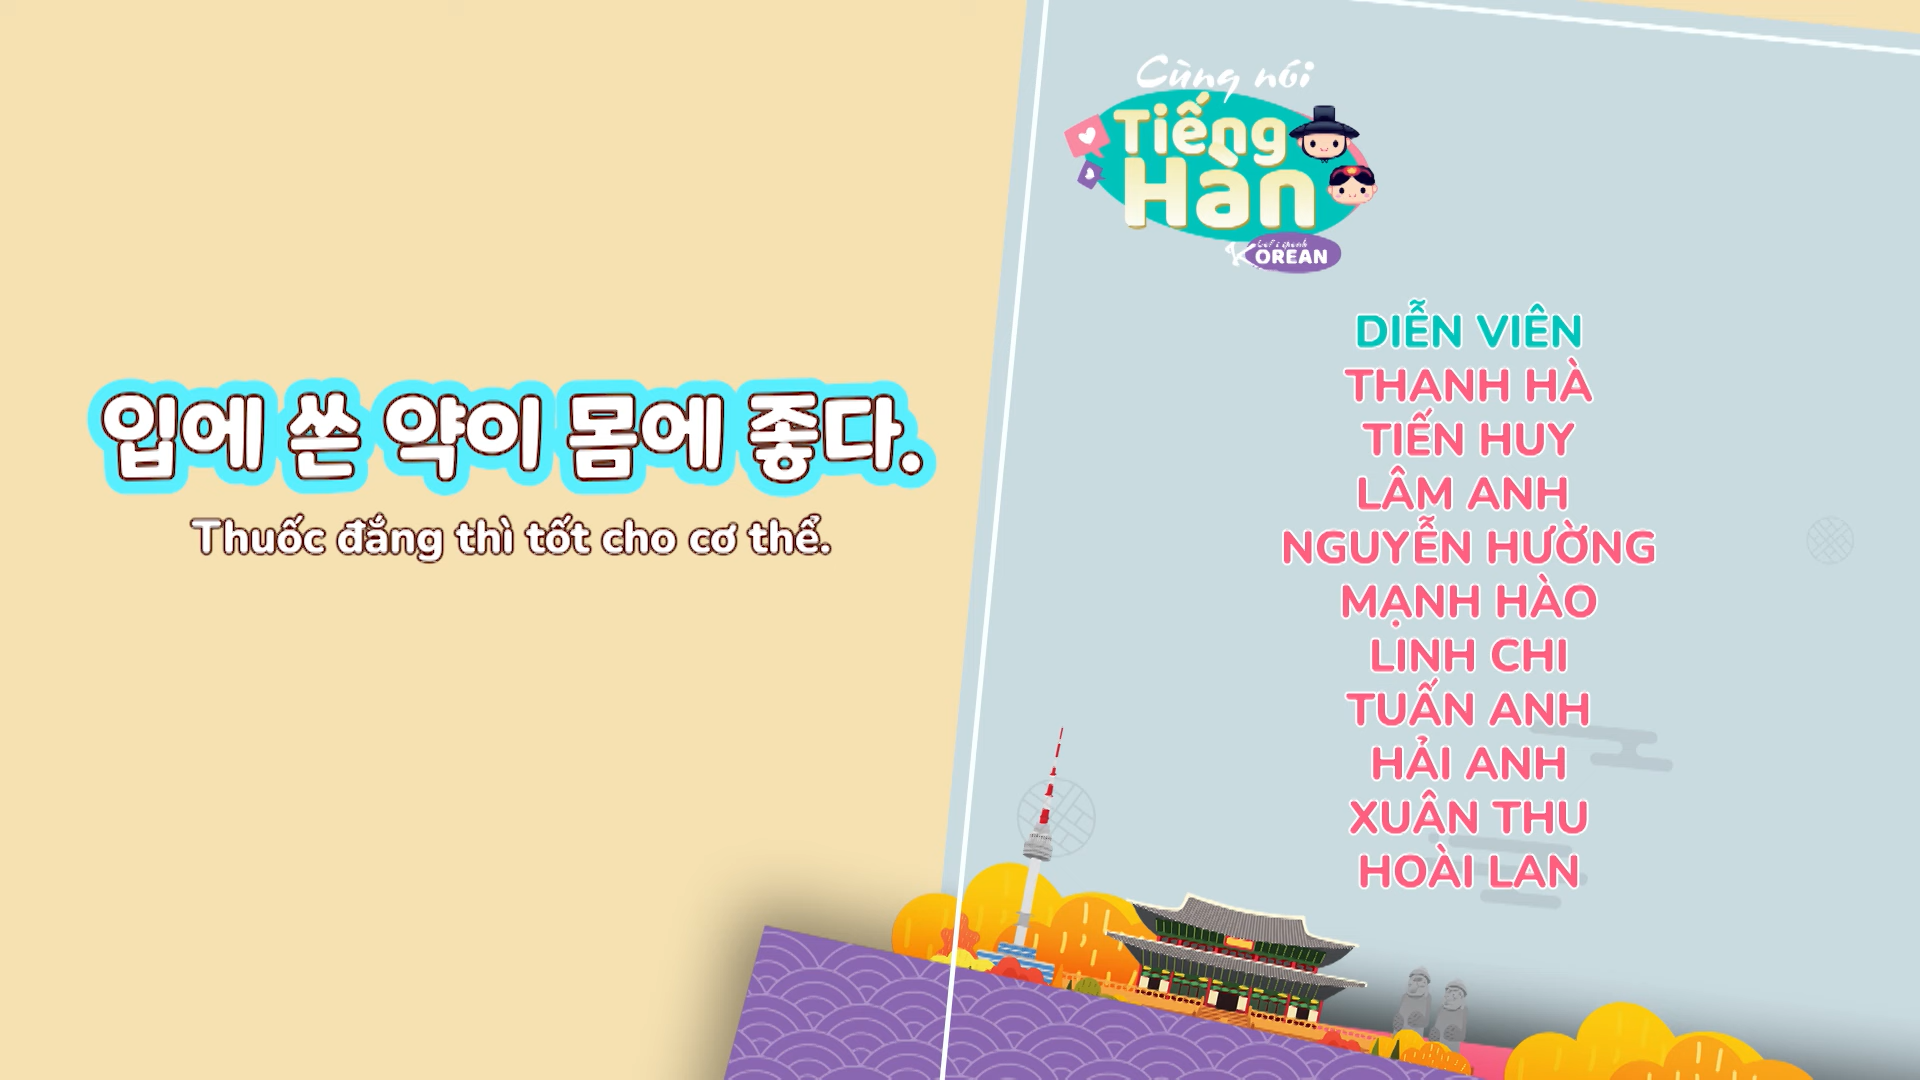 입에 쓴 약이 몸에 좋다.
Thuốc đắng thì tốt cho cơ thể.
Cùng nói
Tiếng
Hàn
Let's speak
KOREAN
DIỄN VIÊN
THANH HÀ
TIẾN HUY
LÂM ANH
NGUYỄN HƯỜNG
MẠNH HÀO
LINH CHI
TUẤN ANH
HẢI ANH
XUÂN THU
HOÀI LAN